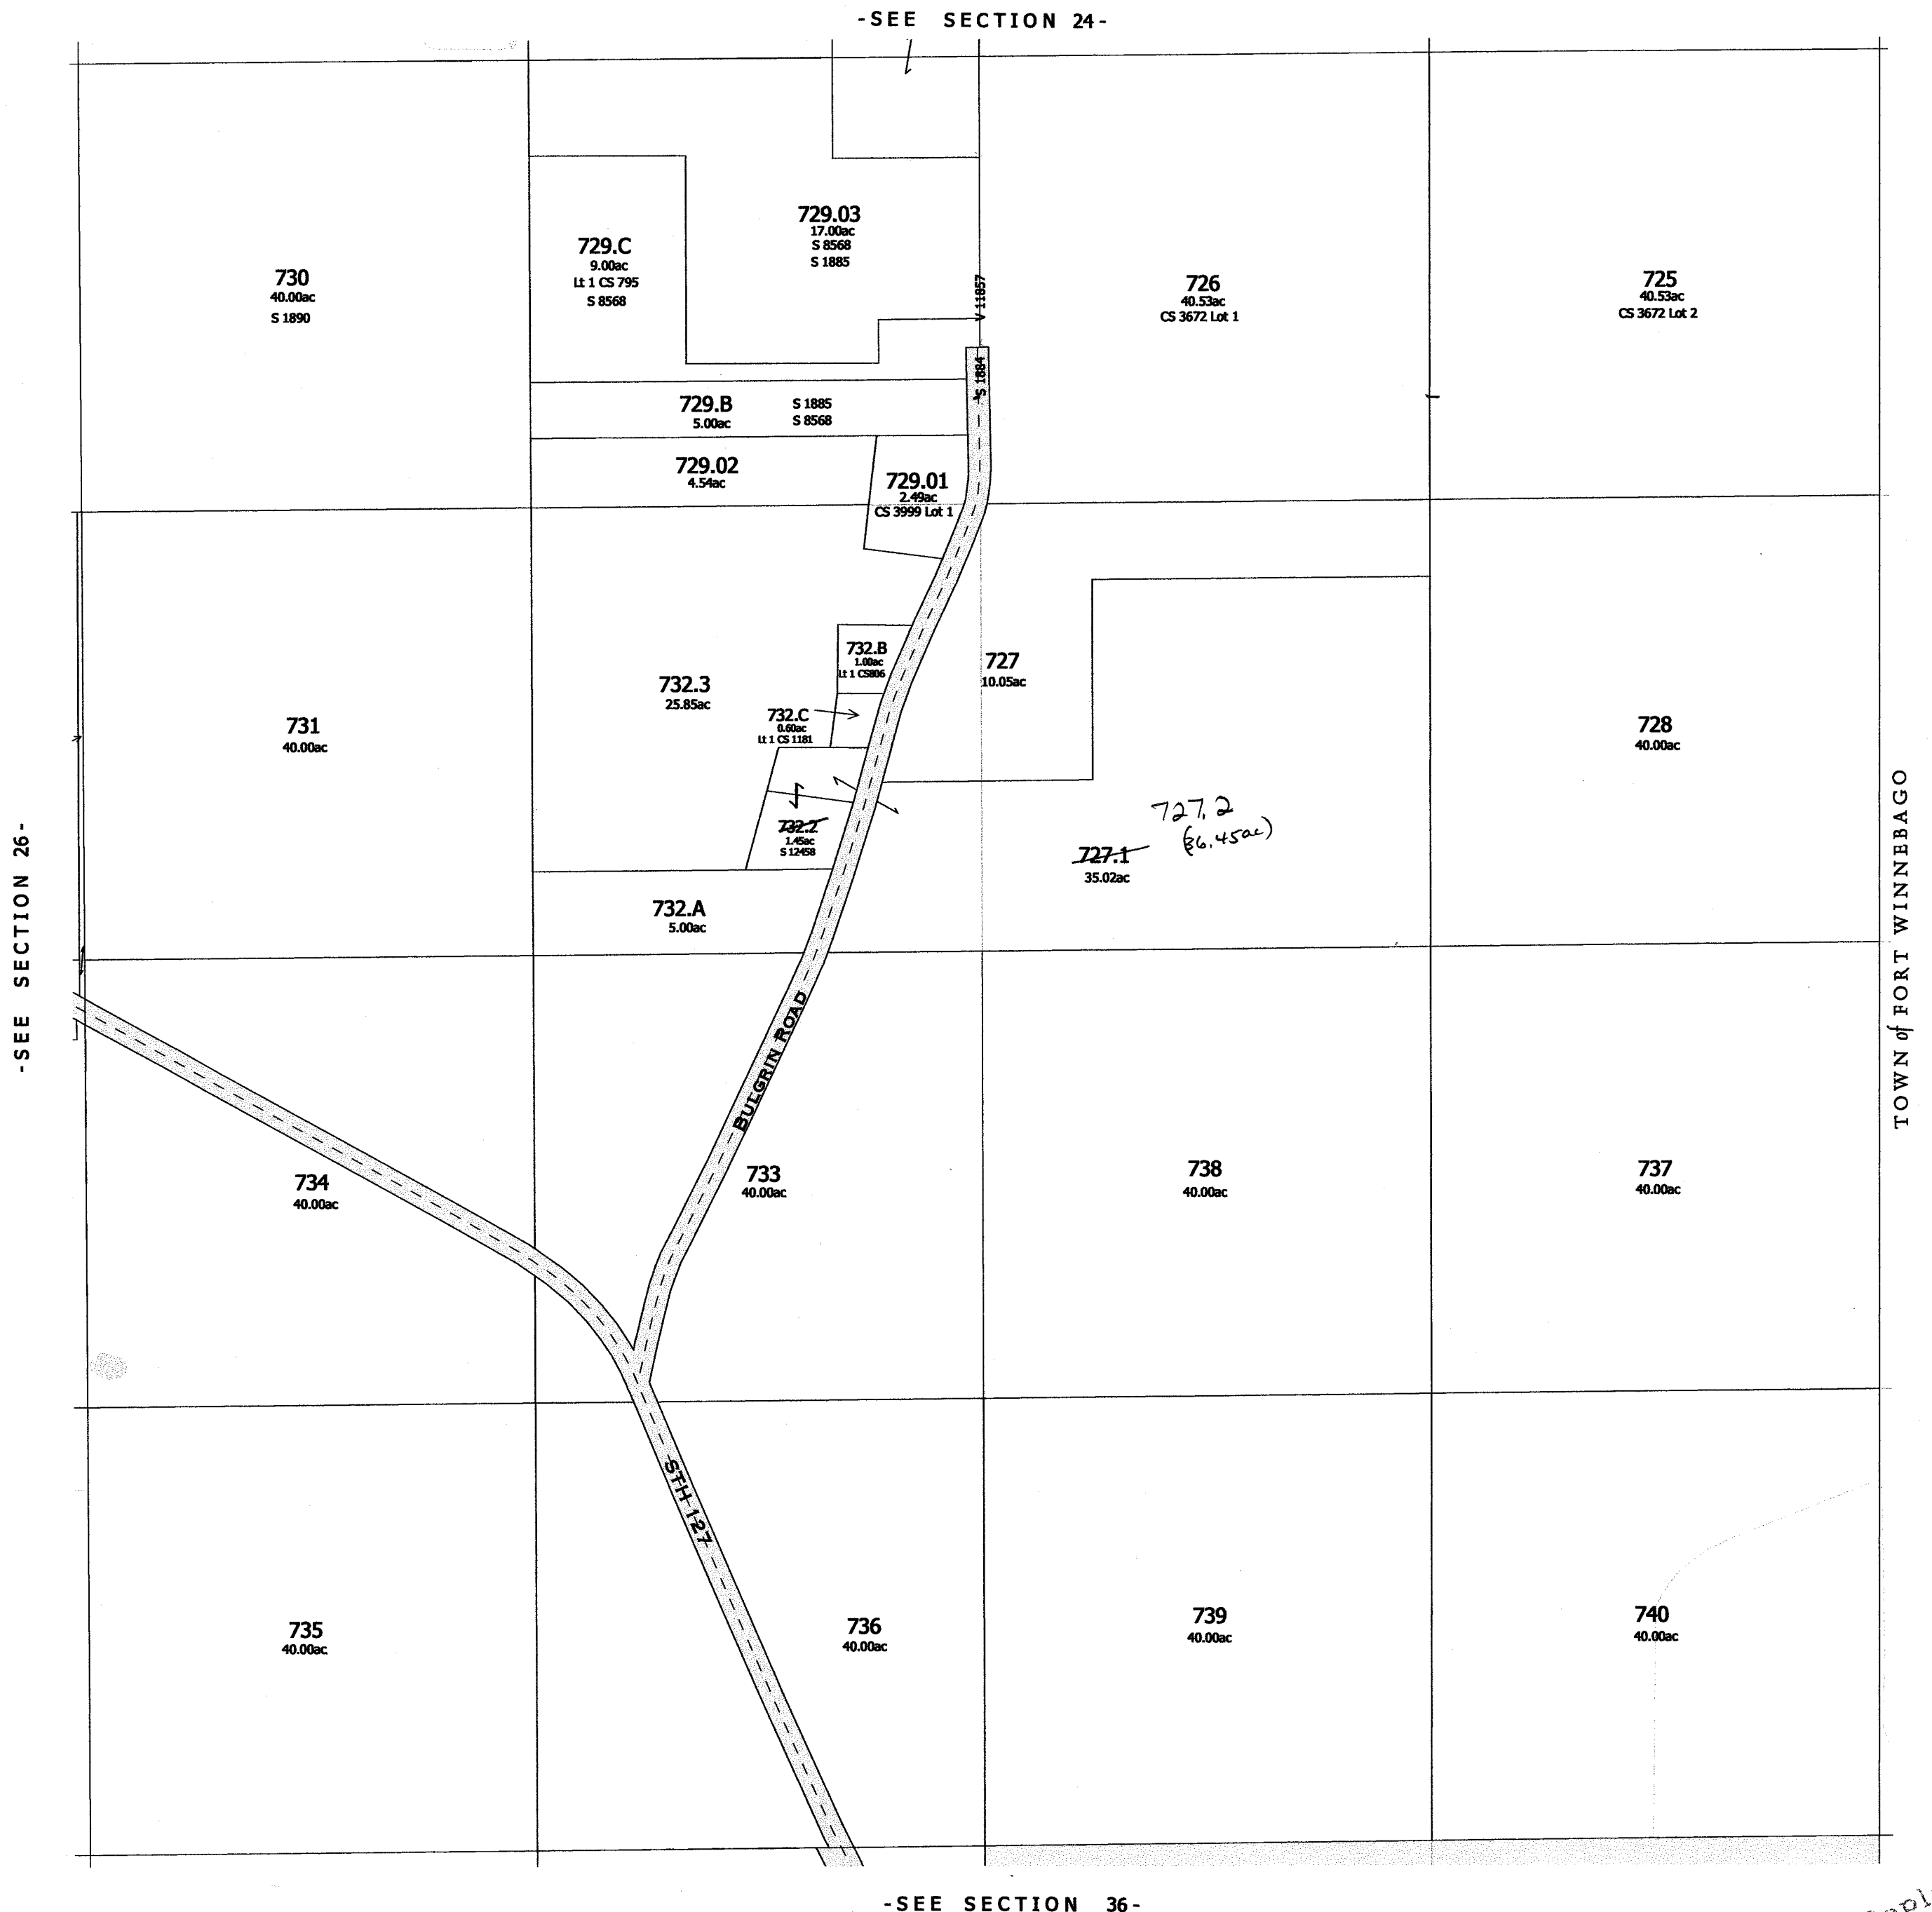 -SEE SECTION 24-
729.03
17.00ac
S 8568
S 1885
729.C
9.00ac
Lt 1 CS 795
S 8568
730
40.00ac
S 1890
V 11857
726
40.53ac
CS 3672 Lot 1
725
40.53ac
CS 3672 Lot 2
S 1884
729.B
5.00ac
S 1885
S 8568
729.02
4.54ac
729.01
2.49ac
CS 3999 Lot 1
732.B
1.00ac
Lt 1 CS806
727
10.05ac
732.3
25.85ac
732.C
0.60ac
Lt 1 CS 1181
731
40.00ac
728
40.00ac
732.2
1.45ac
S 12458
727.2
(36.45ac)
727.1
35.02ac
732.A
5.00ac
-SEE SECTION 26-
TOWN of FORT WINNEBAGO
BULGRIN ROAD
734
40.00ac
733
40.00ac
738
40.00ac
737
40.00ac
STH 127
735
40.00ac
736
40.00ac
739
40.00ac
740
40.00ac
-SEE SECTION 36-